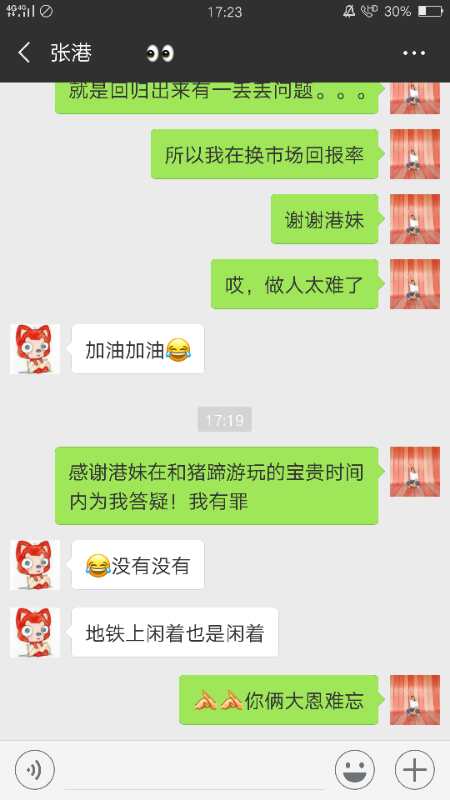 4G 4G
17:23
HD
30%
张港
就是回归出来有一丢丢问题。。。
所以我在换市场回报率
谢谢港妹
哎，做人太难了
加油加油😂
17:19
感谢港妹在和猪蹄游玩的宝贵时间
内为我答疑！我有罪
😂没有没有
地铁上闲着也是闲着
你俩大恩难忘